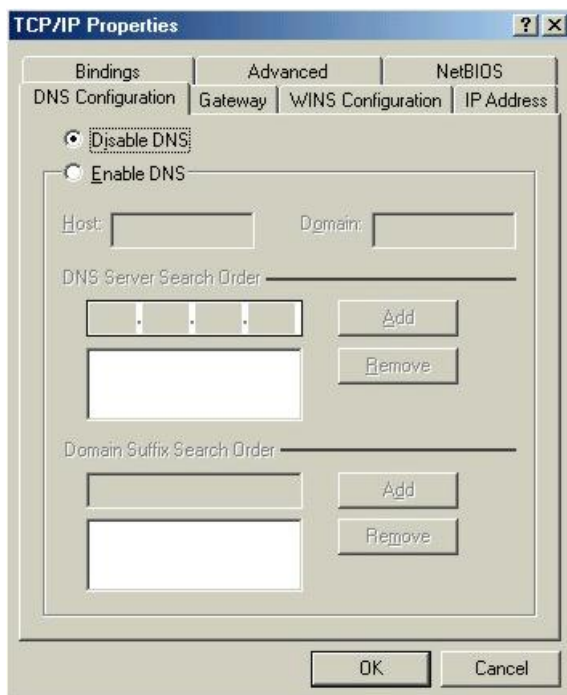 TCP/IP Properties
? ×
Bindings Advanced NetBIOS
DNS Configuration Gateway WINS Configuration IP Address
Disable DNS
Enable DNS
Host: Domain:
DNS Server Search Order
. . . Add
Remove
Domain Suffix Search Order
Add
Remove
OK Cancel